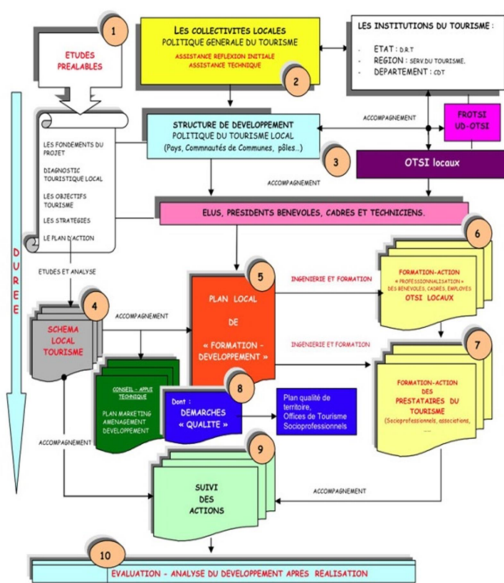 1
ETUDES
PREALABLES
LES COLLECTIVITES LOCALES
POLITIQUE GENERALE DU TOURISME
ASSISTANCE REFLEXION INITIALE
ASSISTANCE TECHNIQUE
2
LES INSTITUTIONS DU TOURISME :
- ETAT : D.R.T
- REGION : SERV.DU TOURISME.
- DEPARTEMENT : CDT
STRUCTURE DE DEVELOPPEMENT
POLITIQUE DU TOURISME LOCAL
(Pays, Communautés de Communes, pôles…)
3
ACCOMPAGNEMENT
FROTSI
UD-OTSI
OTSI locaux
ACCOMPAGNEMENT
LES FONDEMENTS DU
PROJET
DIAGNOSTIC
TOURISTIQUE LOCAL
LES OBJECTIFS
TOURISME
LES STRATÉGIES
LE PLAN D'ACTION
ELUS, PRESIDENTS BENEVOLES, CADRES ET TECHNICIENS.
DUREE
ETUDES ET ANALYSE
4
SCHEMA
LOCAL
TOURISME
ACCOMPAGNEMENT
5
PLAN LOCAL
DE
« FORMATION -
DEVELOPPEMENT »
INGENIERIE ET FORMATION
6
FORMATION-ACTION
« PROFESSIONNALISATION »
DES BENEVOLES, CADRES, EMPLOYES
OTSI LOCAUX
INGENIERIE ET FORMATION
7
FORMATION-ACTION
DES
PRESTATAIRES DU
TOURISME
(Socioprofessionnels, associations,
CONSEIL - APPUI
TECHNIQUE
PLAN MARKETING
AMENAGEMENT
DEVELOPPEMENT
8
Dont :
DEMARCHES
« QUALITE »
Plan qualité de
territoire,
Offices de Tourisme
Socioprofessionnels
ACCOMPAGNEMENT
9
SUIVI
DES
ACTIONS
ACCOMPAGNEMENT
10
EVALUATION - ANALYSE DU DEVELOPPEMENT APRES REALISATION